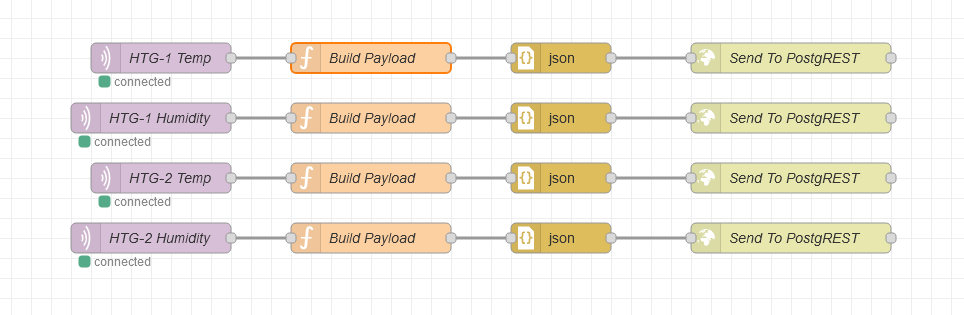 HTG-1 Temp Build Payload json Send To PostgREST
connected
HTG-1 Humidity Build Payload json Send To PostgREST
connected
HTG-2 Temp Build Payload json Send To PostgREST
connected
HTG-2 Humidity Build Payload json Send To PostgREST
connected